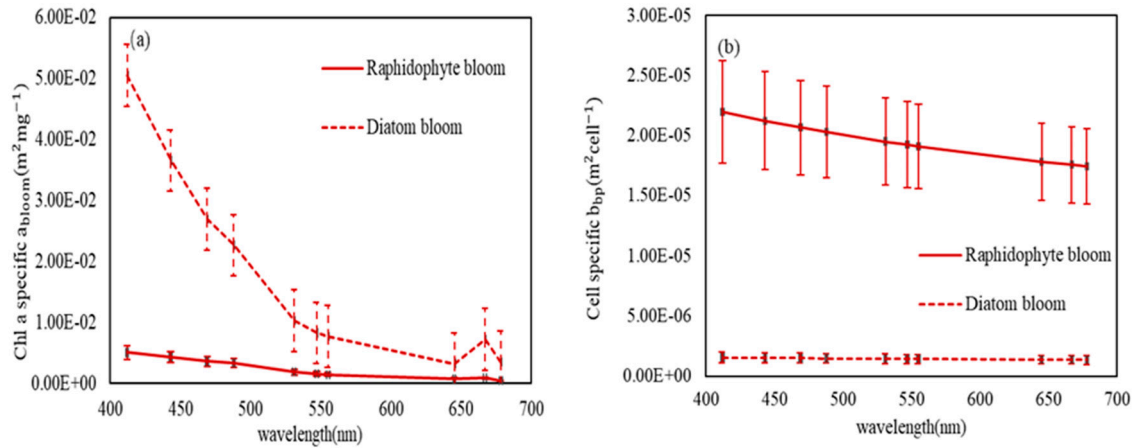 (a)
Chl a specific a_bloom(m² mg⁻¹)
6.00E-02
5.00E-02
4.00E-02
3.00E-02
2.00E-02
1.00E-02
0.00E+00
Raphidophyte bloom
Diatom bloom
400 450 500 550 600 650 700
wavelength(nm)
(b)
Cell specific b_bp(m² cell⁻¹)
3.00E-05
2.50E-05
2.00E-05
1.50E-05
1.00E-05
5.00E-06
0.00E+00
Raphidophyte bloom
Diatom bloom
400 450 500 550 600 650 700
wavelength(nm)